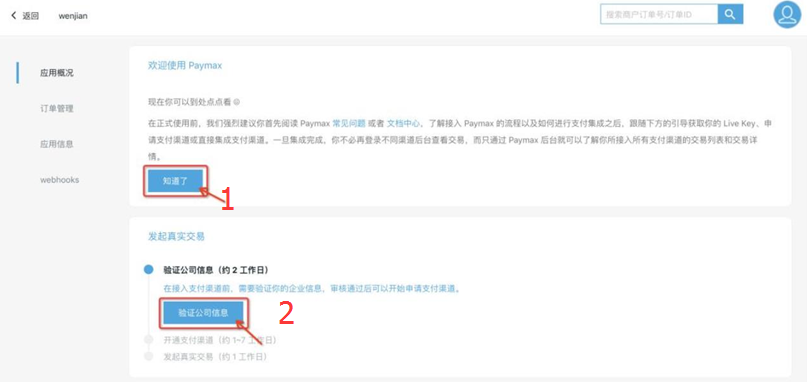 返回
wenjian
搜索商户订单号/订单ID
应用概况
订单管理
应用信息
webhooks
欢迎使用 Paymax
现在你可以到处点点看
在正式使用前，我们强烈建议你首先阅读 Paymax 常见问题 或者 文档中心，了解接入 Paymax 的流程以及如何进行支付集成之后，跟随下方的引导获取你的 Live Key、申
请支付渠道或直接集成支付渠道。一旦集成完成，你不必再登录不同渠道后台查看交易，而只通过 Paymax 后台就可以了解你所接入所有支付渠道的交易列表和交易详
情。
知道了
1
发起真实交易
验证公司信息（约 2 工作日）
在接入支付渠道前，需要验证你的企业信息，审核通过后可以开始申请支付渠道。
验证公司信息
2
开通支付渠道（约 1~7 工作日）
发起真实交易（约 1 工作日）